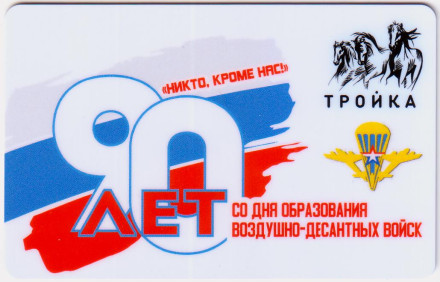 «НИКТО, КРОМЕ НАС!»
ТРОЙКА
90
ЛЕТ
СО ДНЯ ОБРАЗОВАНИЯ
ВОЗДУШНО-ДЕСАНТНЫХ ВОЙСК